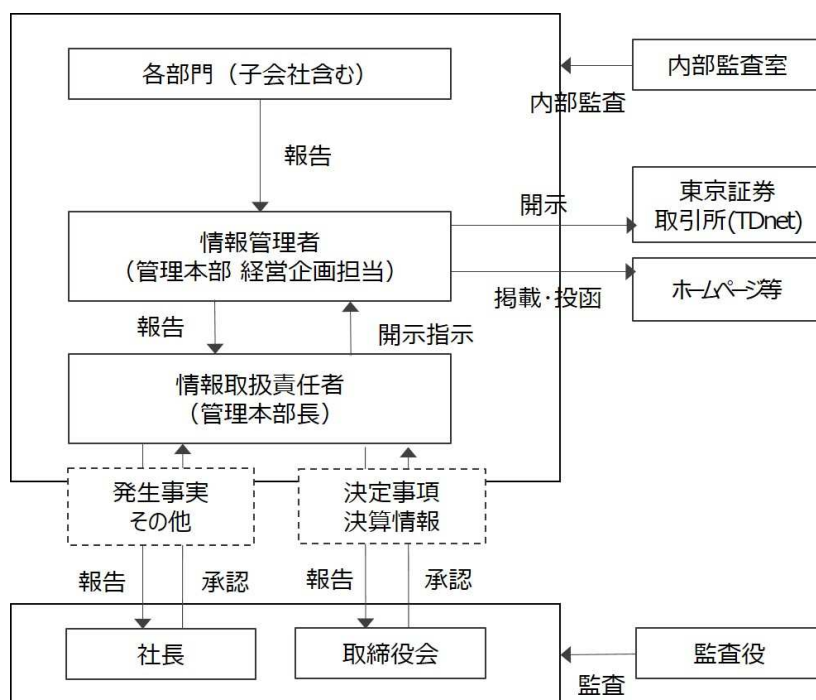 各部門（子会社含む）
内部監査室
内部監査
報告
情報管理者
（管理本部 経営企画担当）
開示
東京証券
取引所(TDnet)
掲載・投函
ホームページ等
報告
開示指示
情報取扱責任者
（管理本部長）
発生事実
その他
決定事項
決算情報
報告
承認
報告
承認
社長
取締役会
監査役
監査